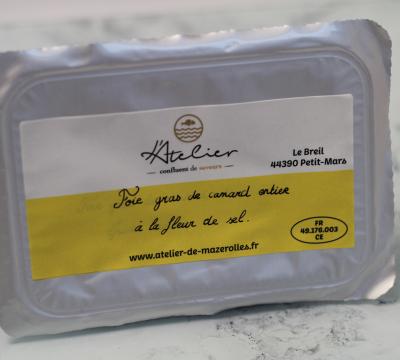 L'Atelier
— confluent de saveurs —
Le Breil
44390 Petit-Mars
Foie gras de canard entier
à la fleur de sel.
FR
49.176.003
CE
www.atelier-de-mazerolles.fr